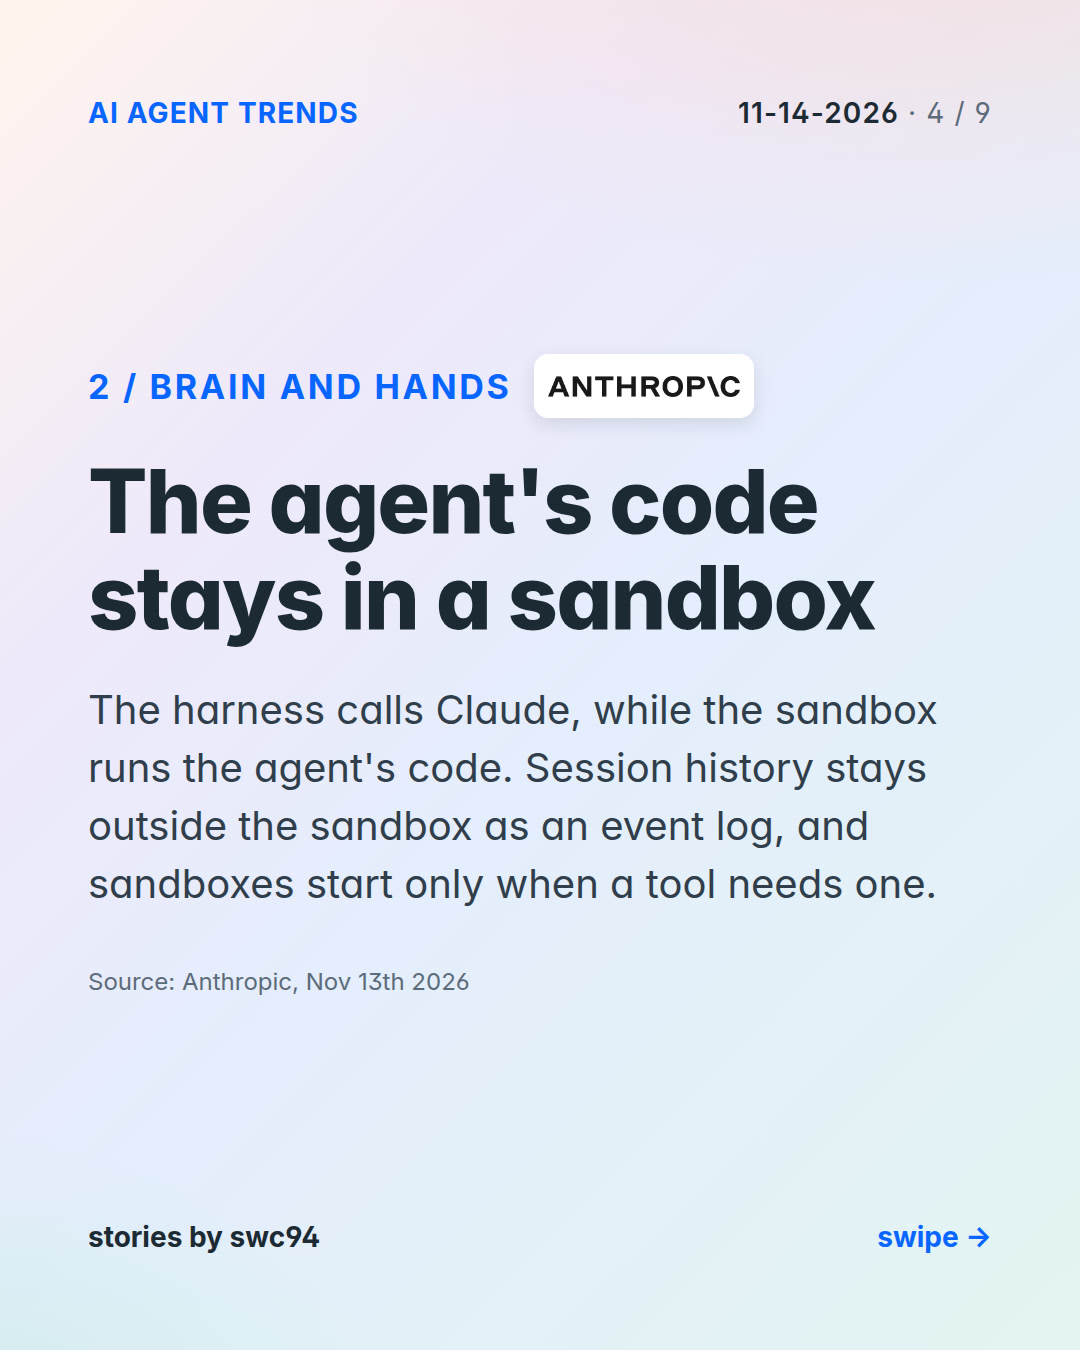 AI AGENT TRENDS
11-14-2026 · 4 / 9
2 / BRAIN AND HANDS
ANTHROP\C
The agent's code
stays in a sandbox
The harness calls Claude, while the sandbox
runs the agent's code. Session history stays
outside the sandbox as an event log, and
sandboxes start only when a tool needs one.
Source: Anthropic, Nov 13th 2026
stories by swc94
swipe →